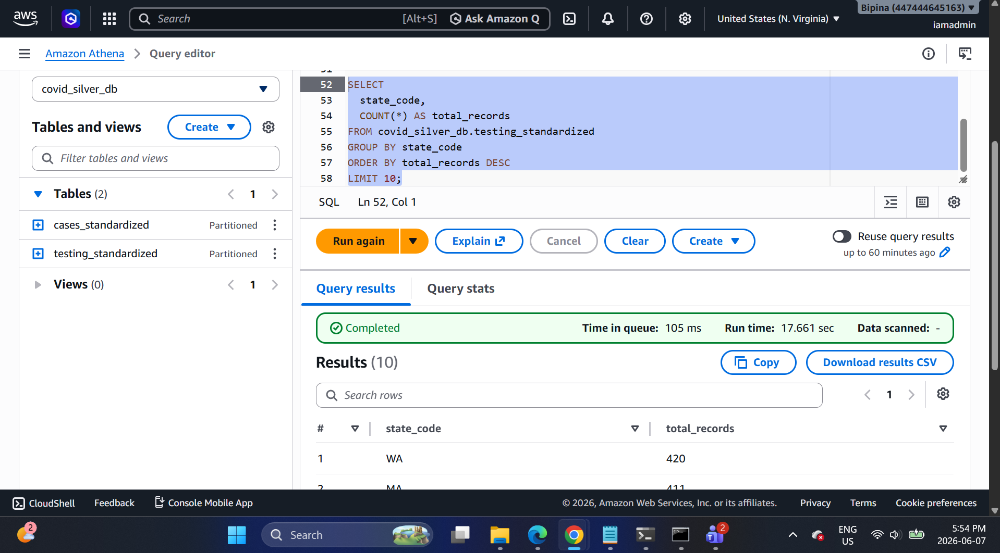 aws
Search
[Alt+S]
Ask Amazon Q
United States (N. Virginia)
Bipina (447444645163)
iamadmin
Amazon Athena
Query editor
covid_silver_db
Tables and views
Create
Filter tables and views
Tables (2)
1
cases_standardized
Partitioned
testing_standardized
Partitioned
Views (0)
1
51
52 SELECT
53 state_code,
54 COUNT(*) AS total_records
55 FROM covid_silver_db.testing_standardized
56 GROUP BY state_code
57 ORDER BY total_records DESC
58 LIMIT 10;
SQL
Ln 52, Col 1
Run again
Explain
Cancel
Clear
Create
Reuse query results
up to 60 minutes ago
Query results
Query stats
Completed
Time in queue: 105 ms
Run time: 17.661 sec
Data scanned: -
Results (10)
Copy
Download results CSV
Search rows
1
# state_code total_records
1 WA 420
2 MA 411
CloudShell
Feedback
Console Mobile App
© 2026, Amazon Web Services, Inc. or its affiliates.
Privacy
Terms
Cookie preferences
2
Search
T
2
ENG
US
5:54 PM
2026-06-07